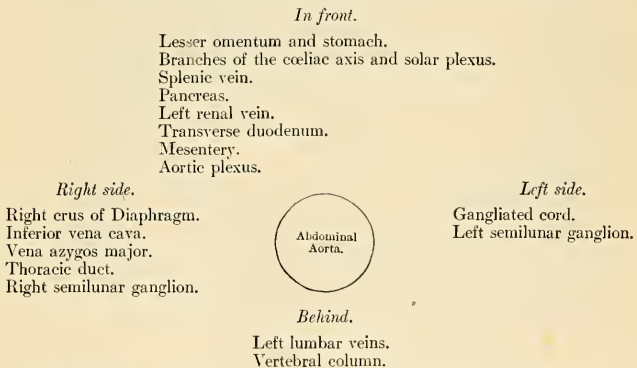 In front.
Lesser omentum and stomach.
Branches of the cœliac axis and solar plexus.
Splenic vein.
Pancreas.
Left renal vein.
Transverse duodenum.
Mesentery.
Aortic plexus.
Right side.
Right crus of Diaphragm.
Inferior vena cava.
Vena azygos major.
Thoracic duct.
Right semilunar ganglion.
Abdominal
Aorta.
Left side.
Gangliated cord.
Left semilunar ganglion.
Behind.
Left lumbar veins.
Vertebral column.